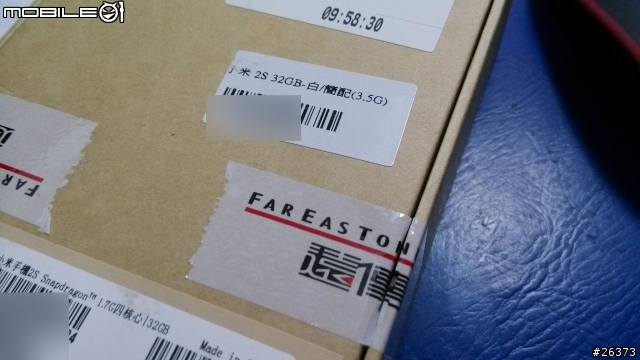 MOBILE01
09:58:30
小米 2S 32GB-白/簡配(3.5G)
FAREASTON
遠傳
FAR
小米手機2S Snapdragon™ 1.7G四核心|32GB
Made in
#26373